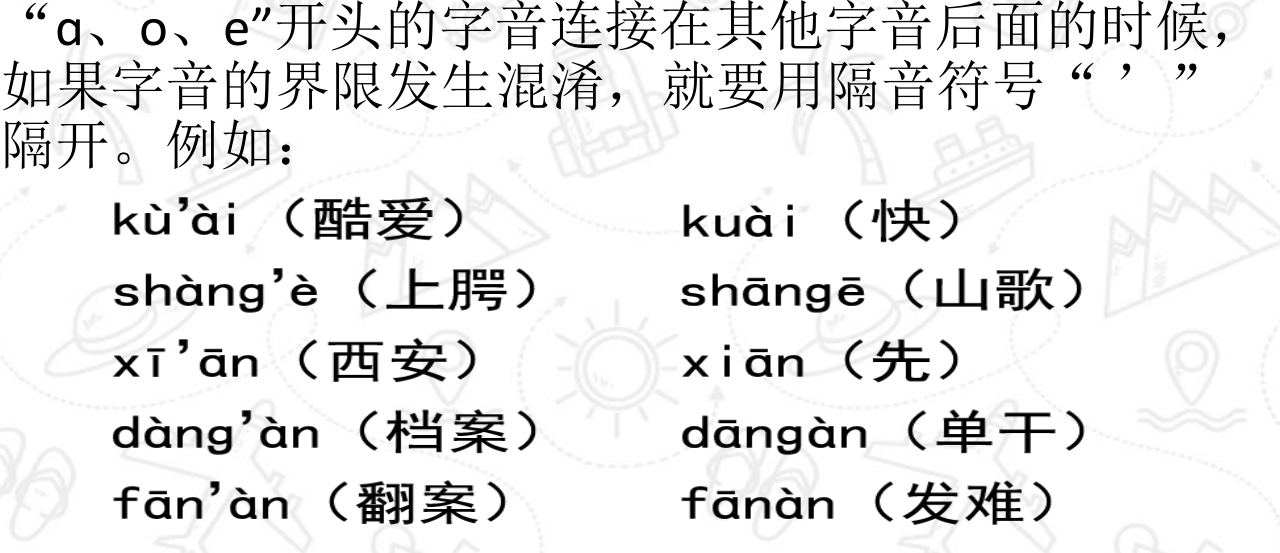 “ɑ、o、e”开头的字音连接在其他字音后面的时候，
如果字音的界限发生混淆，就要用隔音符号“ ’ ”
隔开。例如：
kù’ài （酷爱） kuài （快）
shàng’è （上腭） shāngē （山歌）
xī’ān （西安） xiān （先）
dàng’àn （档案） dāngàn （单干）
fān’àn （翻案） fānàn （发难）